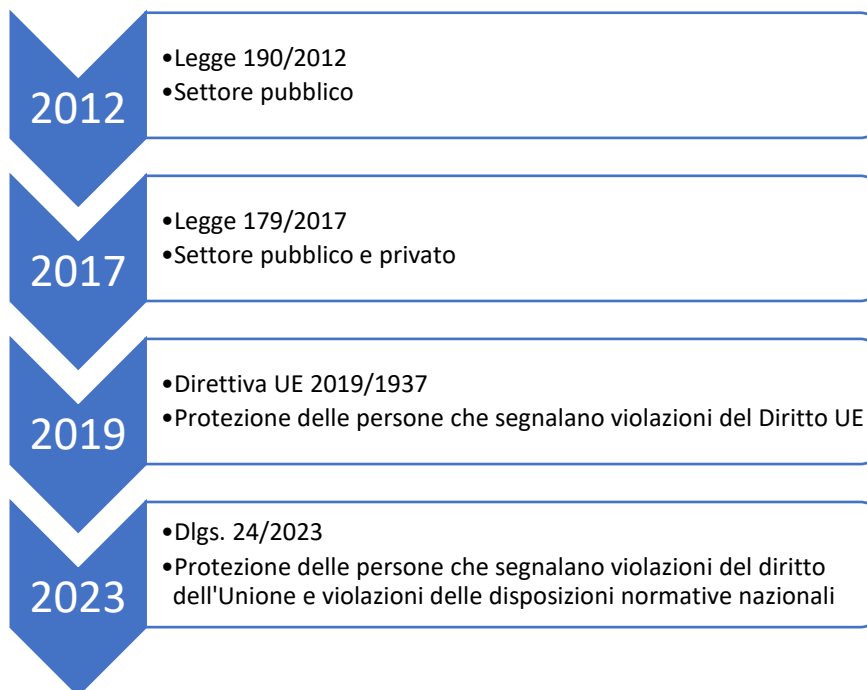 2012
•Legge 190/2012
•Settore pubblico
2017
•Legge 179/2017
•Settore pubblico e privato
2019
•Direttiva UE 2019/1937
•Protezione delle persone che segnalano violazioni del Diritto UE
2023
•Dlgs. 24/2023
•Protezione delle persone che segnalano violazioni del diritto
dell'Unione e violazioni delle disposizioni normative nazionali